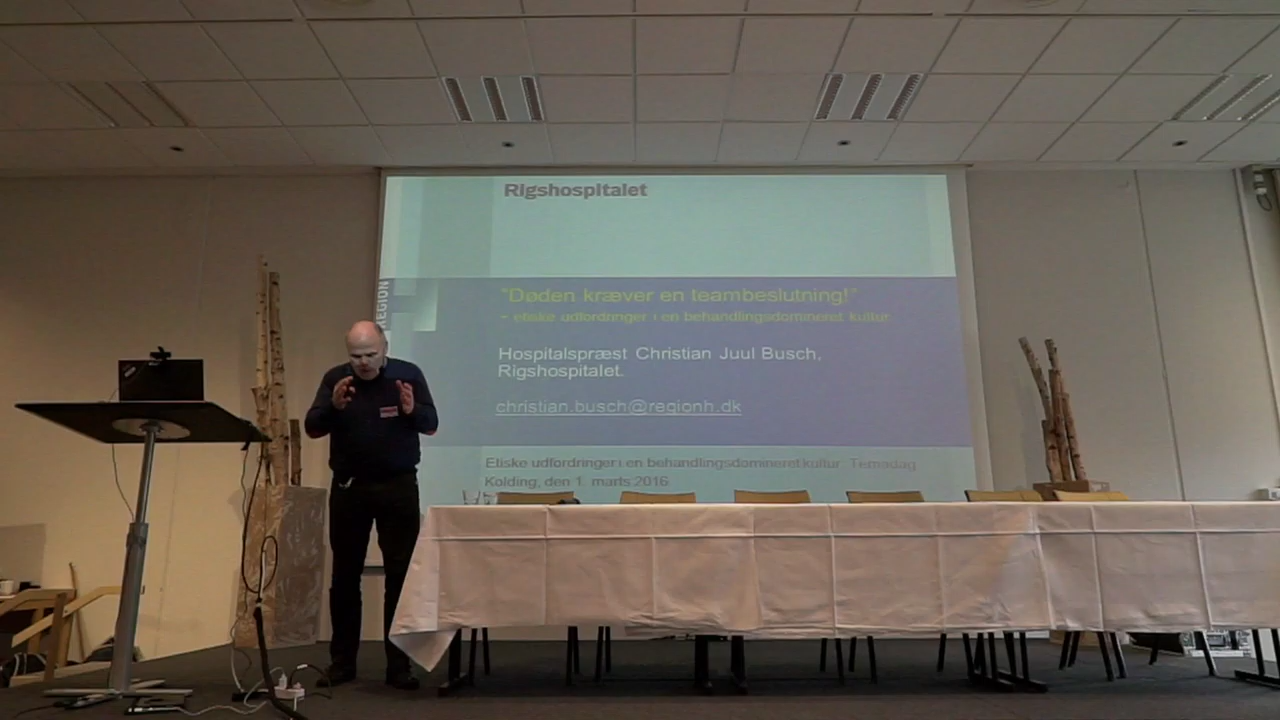 Rigshospitalet
REGION
"Døden kræver en teambeslutning!"
- etiske udfordringer i en behandlingsdomineret kultur.
Hospitalspræst Christian Juul Busch,
Rigshospitalet.
christian.busch@regionh.dk
Etiske udfordringer i en behandlingsdomineret kultur. Temadag
Kolding, den 1. marts 2016